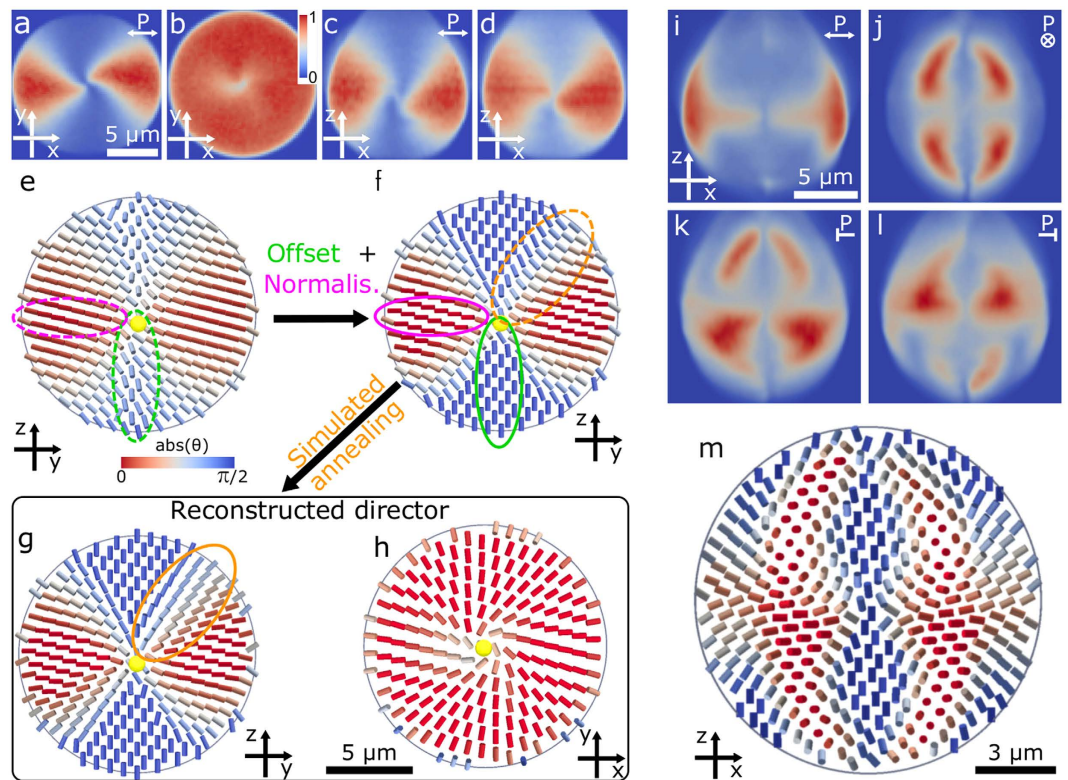 a
P
y
x
5 μm
b
1
0
y
x
c
P
z
x
d
z
y
i
P
z
x
5 μm
j
P
k
P
l
P
e
f
Offset +
Normalis.
z
y
abs(θ)
0
π/2
Simulated
annealing
z
y
Reconstructed director
g
h
z
y
5 μm
y
x
m
z
x
3 μm